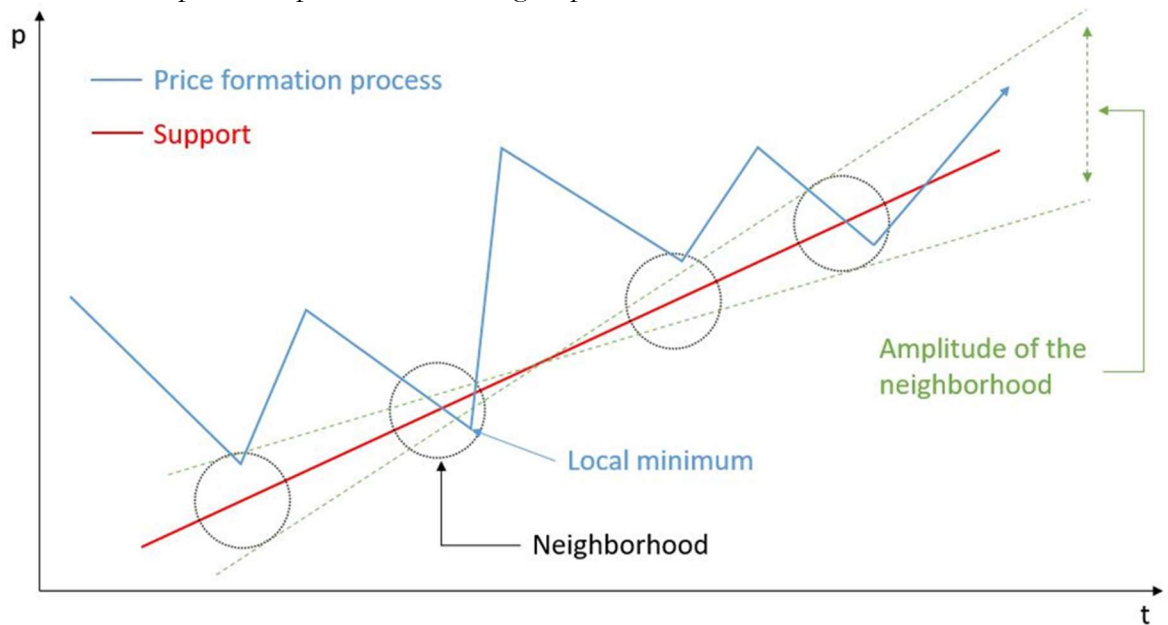 p
Price formation process
Support
Amplitude of the
neighborhood
Local minimum
Neighborhood
t